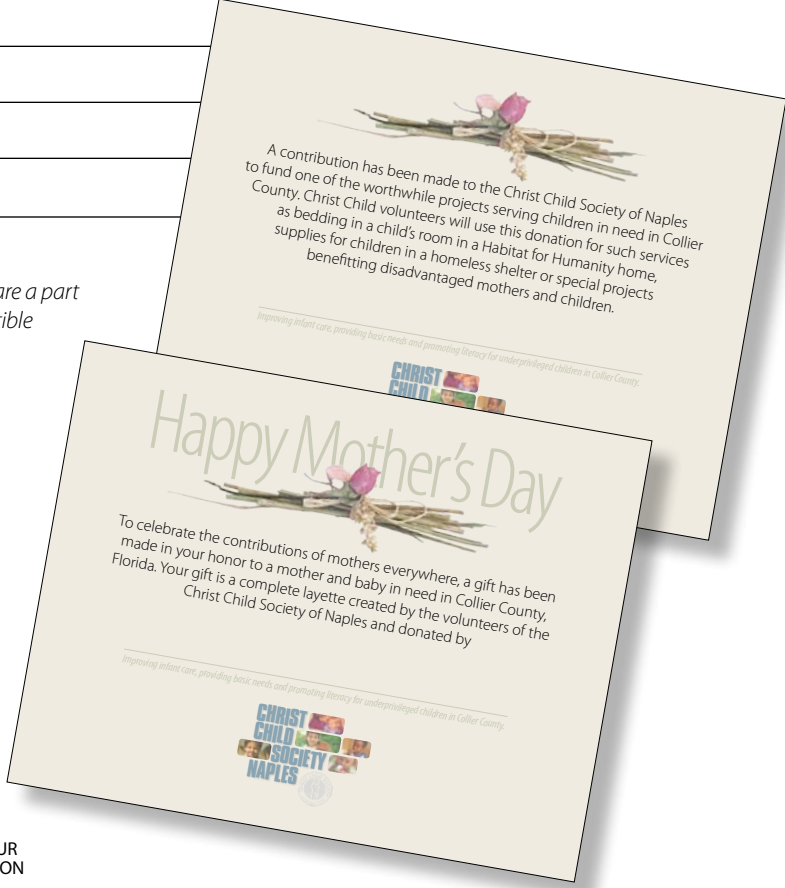 A contribution has been made to the Christ Child Society of Naples
to fund one of the worthwhile projects serving children in need in Collier
County. Christ Child volunteers will use this donation for such services
as bedding in a child's room in a Habitat for Humanity home,
supplies for children in a homeless shelter or special projects
benefitting disadvantaged mothers and children.
Improving infant care, providing basic needs and promoting literacy for underprivileged children in Collier County.
CHRIST
CHILD
are a part
Happy Mother's Day
To celebrate the contributions of mothers everywhere, a gift has been
made in your honor to a mother and baby in need in Collier County,
Florida. Your gift is a complete layette created by the volunteers of the
Christ Child Society of Naples and donated by
Improving infant care, providing basic needs and promoting literacy for underprivileged children in Collier County.
CHRIST
CHILD
SOCIETY
NAPLES